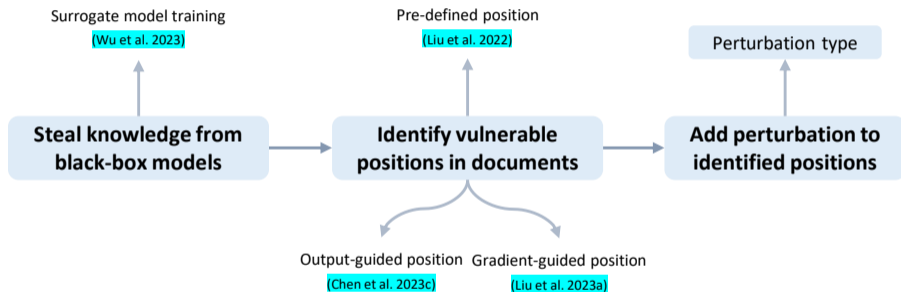 Surrogate model training
(Wu et al. 2023)
Pre-defined position
(Liu et al. 2022)
Perturbation type
Steal knowledge from
black-box models
Identify vulnerable
positions in documents
Add perturbation to
identified positions
Output-guided position
(Chen et al. 2023c)
Gradient-guided position
(Liu et al. 2023a)